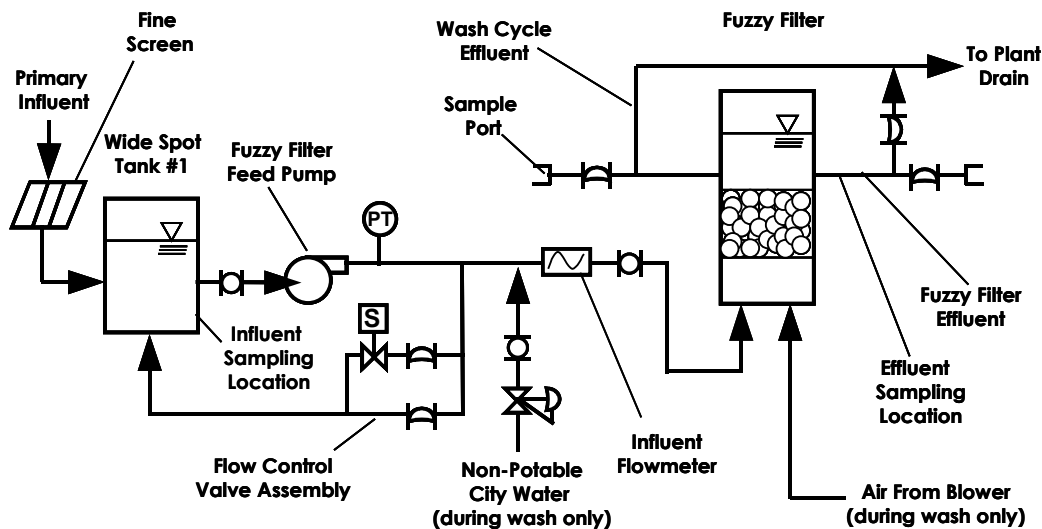 Fine
Screen
Primary
Influent
Wide Spot
Tank #1
Fuzzy Filter
Feed Pump
PT
S
Influent
Sampling
Location
Flow Control
Valve Assembly
Non-Potable
City Water
(during wash only)
Influent
Flowmeter
Wash Cycle
Effluent
Sample
Port
Fuzzy Filter
To Plant
Drain
Fuzzy Filter
Effluent
Effluent
Sampling
Location
Air From Blower
(during wash only)